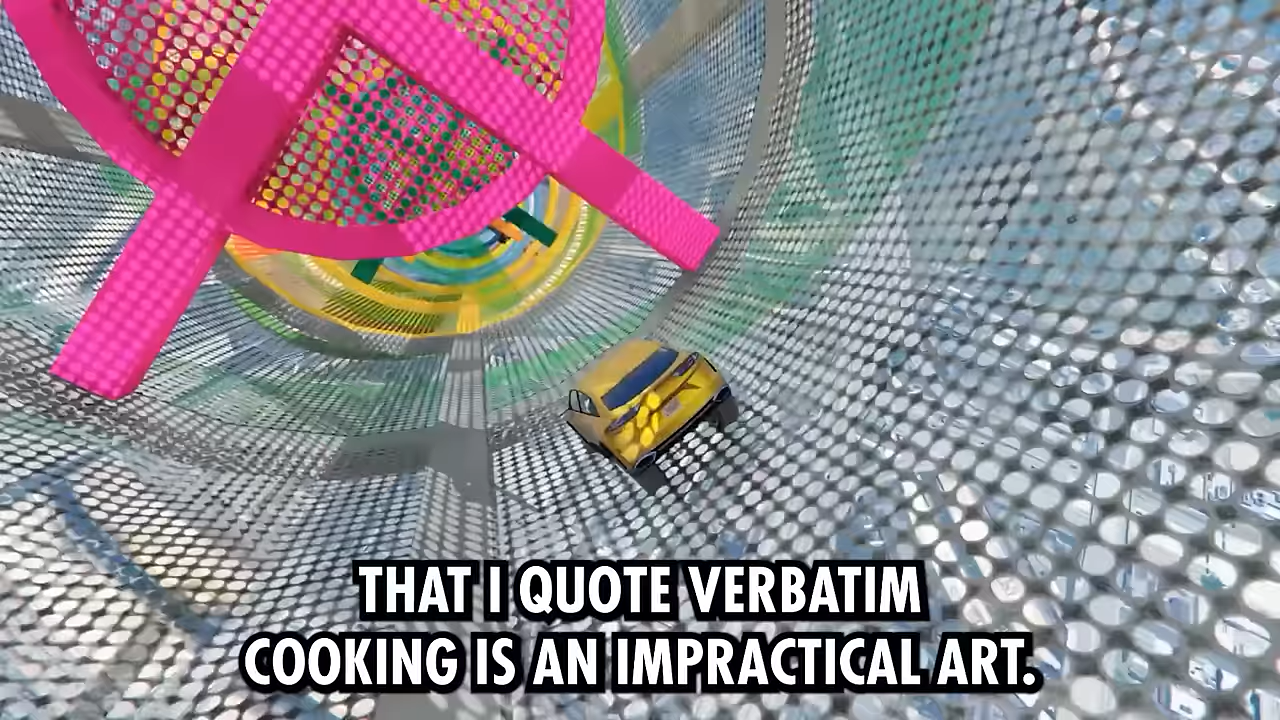 THAT I QUOTE VERBATIM
COOKING IS AN IMPRACTICAL ART.